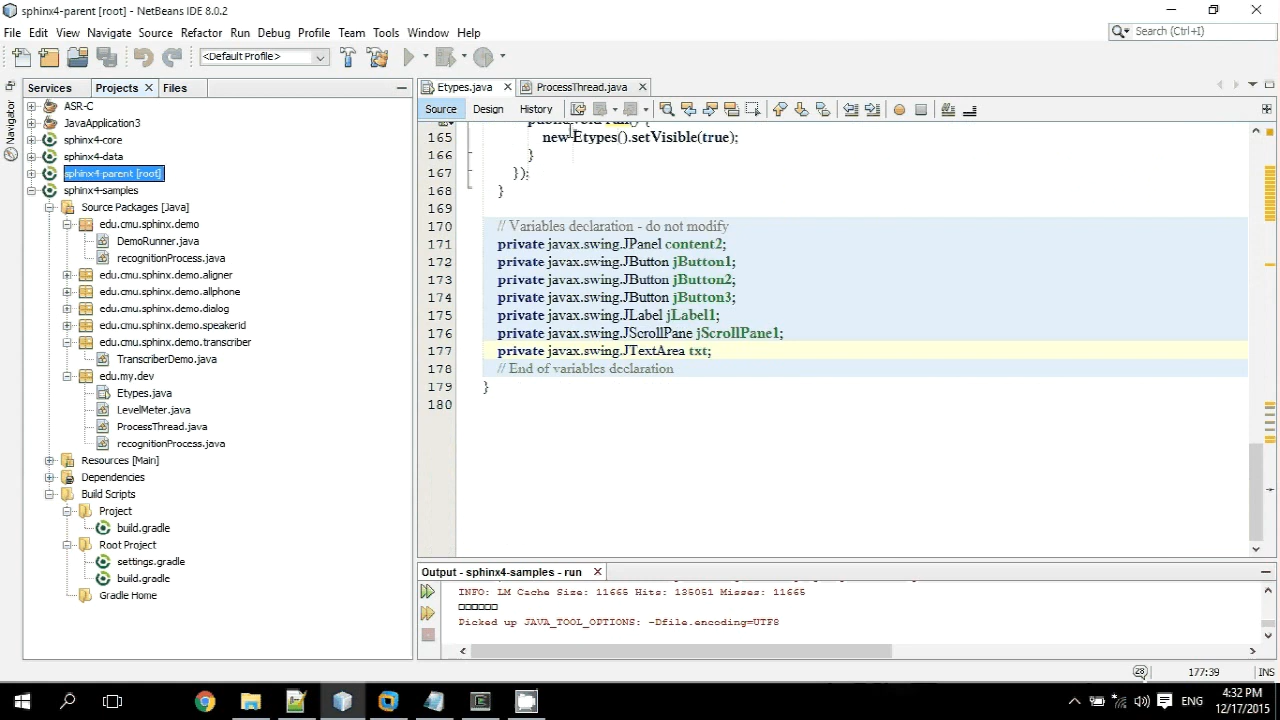 sphinx4-parent [root] - NetBeans IDE 8.0.2
File Edit View Navigate Source Refactor Run Debug Profile Team Tools Window Help
Search (Ctrl+I)
<Default Profile>
Services Projects Files
Etypes.java ProcessThread.java
Navigator
Source Design History
ASR-C
JavaApplication3
sphinx4-core
sphinx4-data
sphinx4-parent [root]
sphinx4-samples
Source Packages [Java]
edu.cmu.sphinx.demo
DemoRunner.java
recognitionProcess.java
edu.cmu.sphinx.demo.aligner
edu.cmu.sphinx.demo.allphone
edu.cmu.sphinx.demo.dialog
edu.cmu.sphinx.demo.speakerid
edu.cmu.sphinx.demo.transcriber
TranscriberDemo.java
edu.my.dev
Etypes.java
LevelMeter.java
ProcessThread.java
recognitionProcess.java
Resources [Main]
Dependencies
Build Scripts
Project
build.gradle
Root Project
settings.gradle
build.gradle
Gradle Home
public void run() {
165 new Etypes().setVisible(true);
166 }
167 });
168 }
169
170 // Variables declaration - do not modify
171 private javax.swing.JPanel content2;
172 private javax.swing.JButton jButton1;
173 private javax.swing.JButton jButton2;
174 private javax.swing.JButton jButton3;
175 private javax.swing.JLabel jLabel1;
176 private javax.swing.JScrollPane jScrollPane1;
177 private javax.swing.JTextArea txt;
178 // End of variables declaration
179 }
180
Output - sphinx4-samples - run
INFO: LM Cache Size: 11665 Hits: 135051 Misses: 11665
□□□□□□
Picked up JAVA_TOOL_OPTIONS: -Dfile.encoding=UTF8
28 177:39 INS
ENG 4:32 PM
12/17/2015